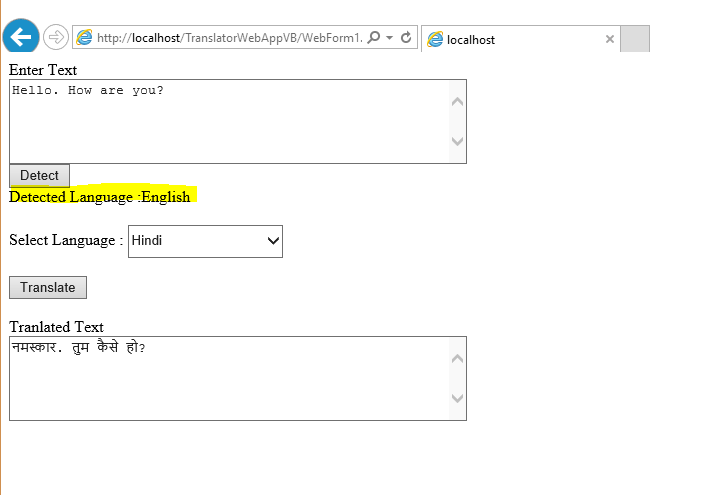 http://localhost/TranslatorWebAppVB/WebForm1.
localhost
Enter Text
Hello. How are you?
Detect
Detected Language :English
Select Language : Hindi
Translate
Tranlated Text
नमस्कार. तुम कैसे हो?